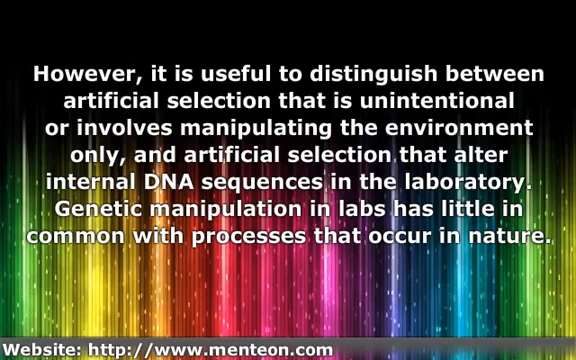 However, it is useful to distinguish between
artificial selection that is unintentional
or involves manipulating the environment
only, and artificial selection that alter
internal DNA sequences in the laboratory.
Genetic manipulation in labs has little in
common with processes that occur in nature.
Website: http://www.menteon.com